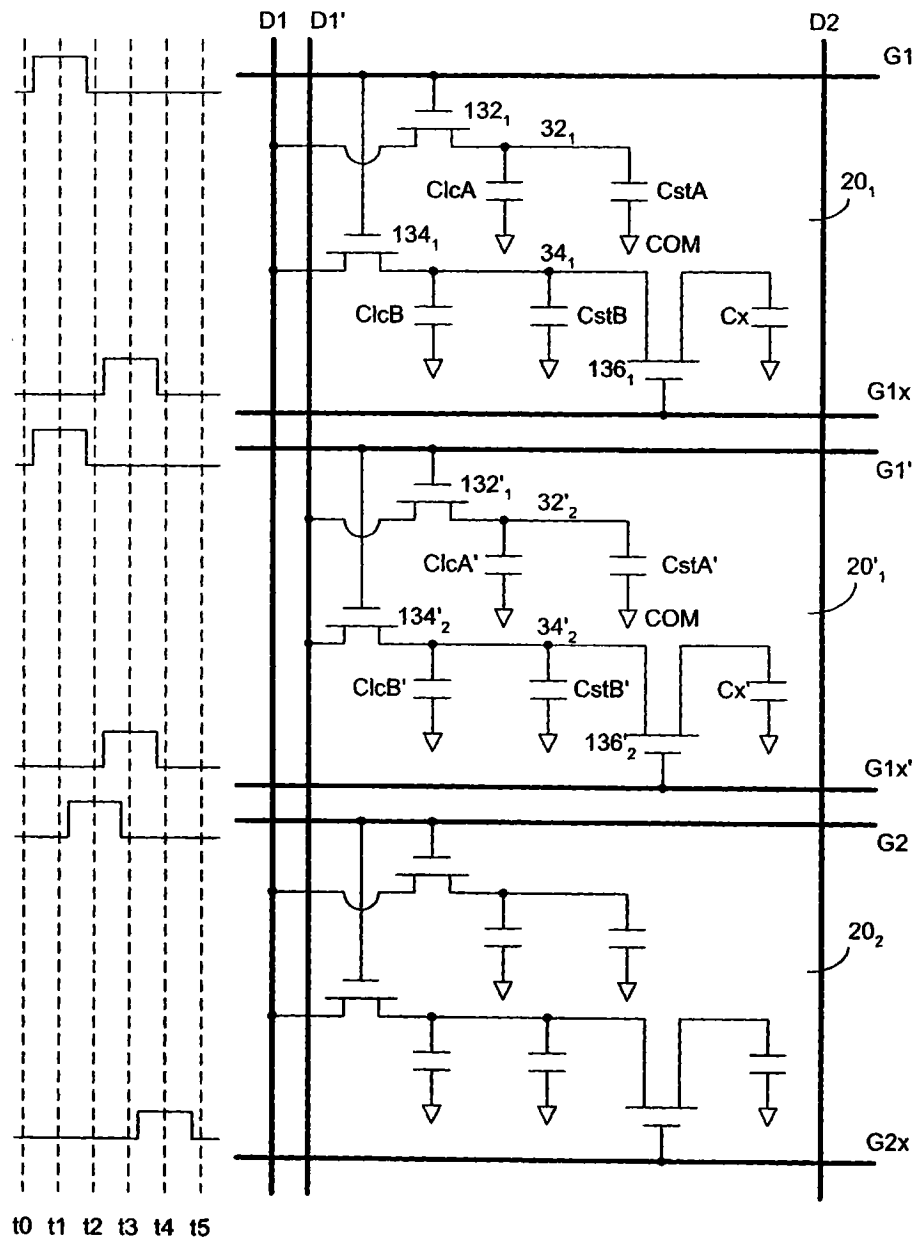 D1 D1' D2
G1
132₁
32₁
ClcA CstA 20₁
134₁ 34₁ COM
ClcB CstB Cx
136₁
G1x
G1'
132'₁
32'₂
ClcA' CstA' 20'₁
134'₂ 34'₂ COM
ClcB' CstB' Cx'
136'₂
G1x'
G2
20₂
G2x
t0 t1 t2 t3 t4 t5